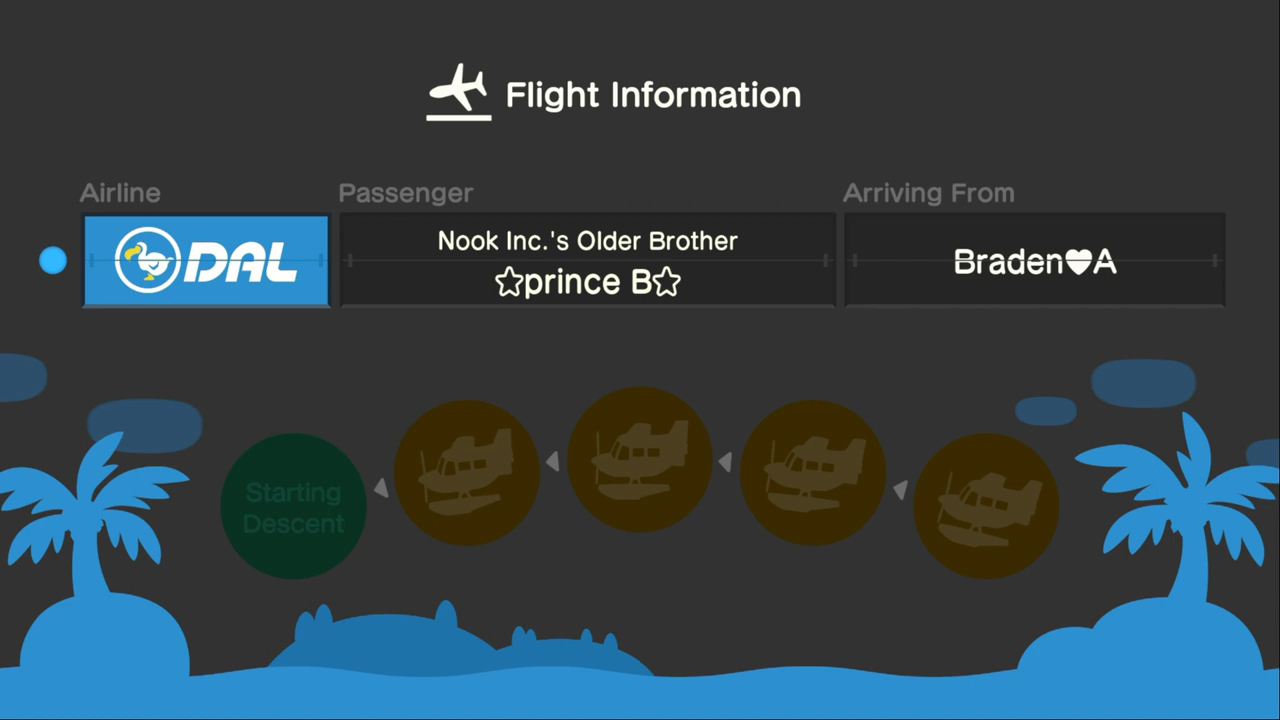 Flight Information
Airline
Passenger
Arriving From
DAL
Nook Inc.'s Older Brother
☆prince B☆
Braden♥A
Starting
Descent